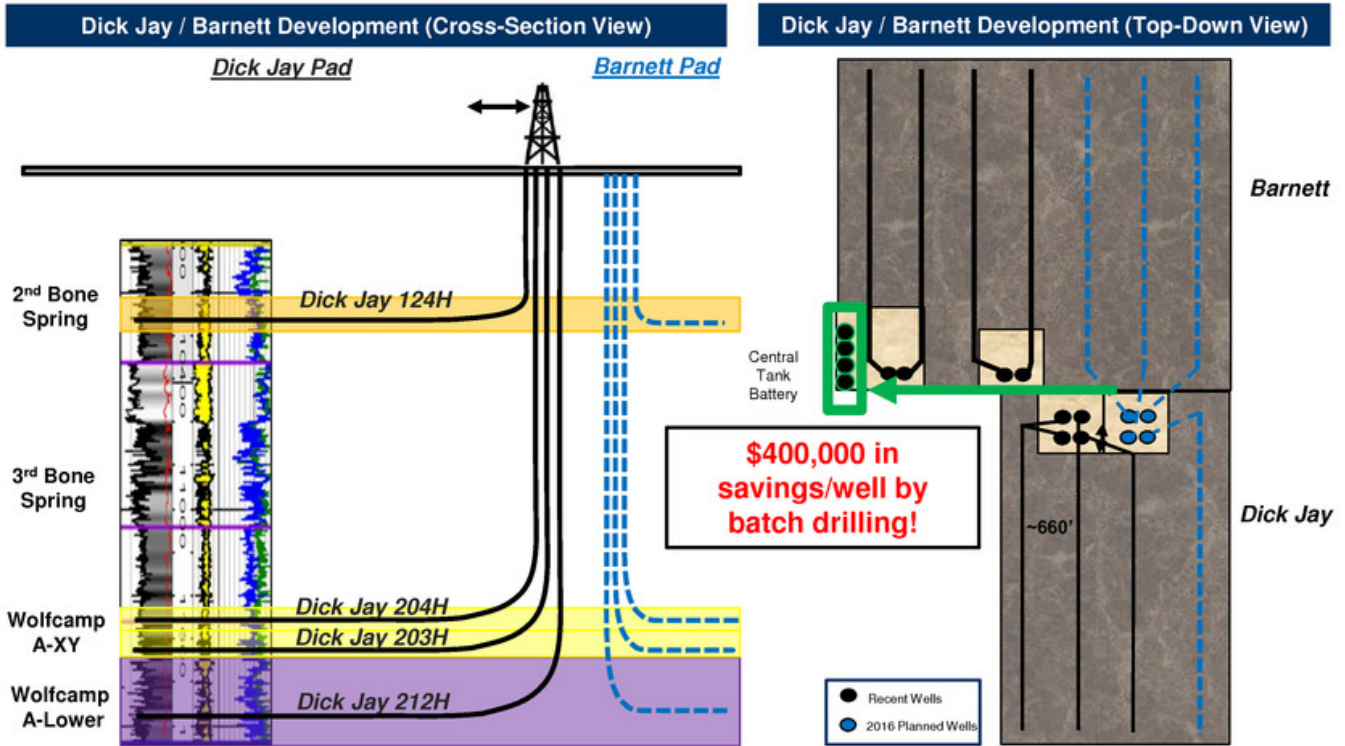 Dick Jay / Barnett Development (Cross-Section View)
Dick Jay Pad
Barnett Pad
2nd Bone
Spring
Dick Jay 124H
3rd Bone
Spring
Wolfcamp
A-XY
Dick Jay 204H
Dick Jay 203H
Wolfcamp
A-Lower
Dick Jay 212H
Dick Jay / Barnett Development (Top-Down View)
Barnett
Central
Tank
Battery
$400,000 in
savings/well by
batch drilling!
Dick Jay
~660'
Recent Wells
2016 Planned Wells